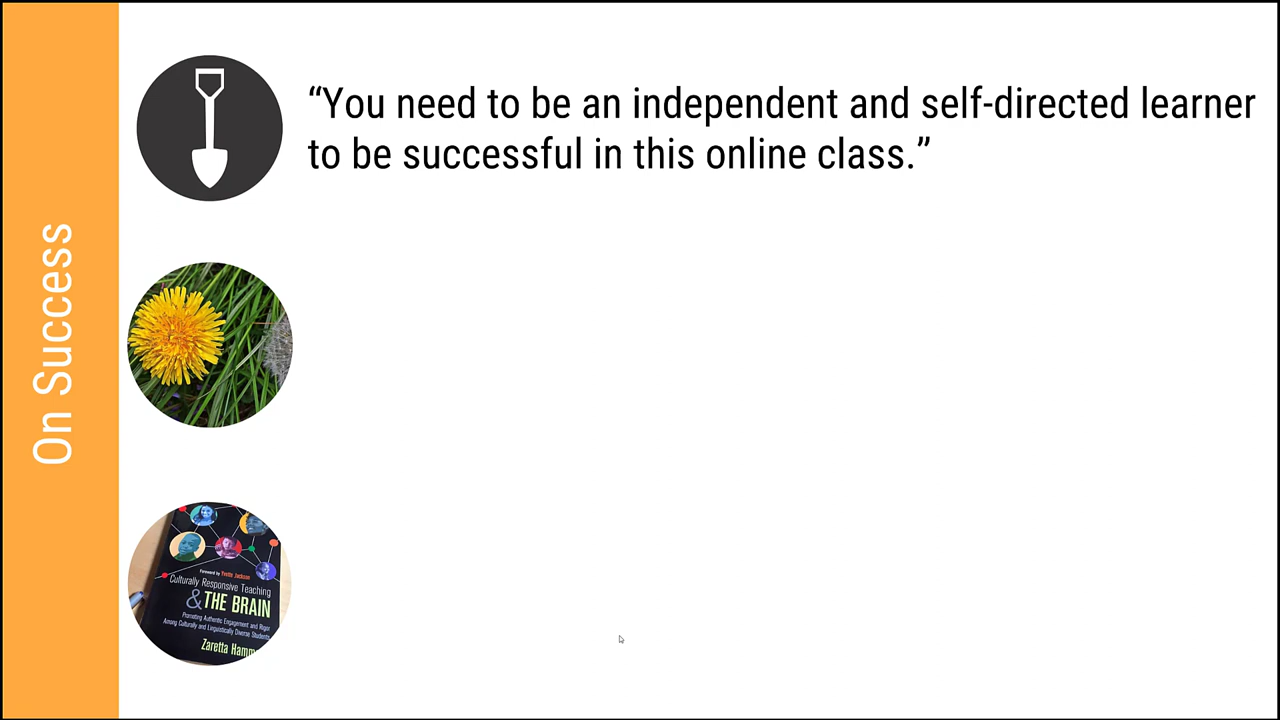 On Success
“You need to be an independent and self-directed learner
to be successful in this online class.”
Foreword by Yvette Jackson
Culturally Responsive Teaching
& THE BRAIN
Promoting Authentic Engagement and Rigor
Among Culturally and Linguistically Diverse Students
Zaretta Hamm